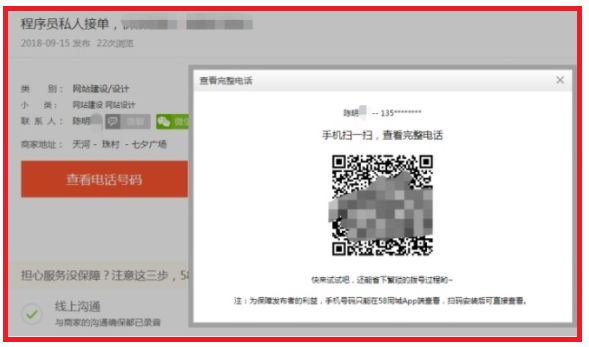 程序员私人接单，
2018-09-15 发布 22次浏览
类 别： 网站建设/设计
小 类： 网站建设 网站设计
联 系 人： 陈明
商家地址： 天河 - 珠村 - 七夕广场
查看电话号码
担心服务没保障？注意这三步，58
线上沟通
与商家的沟通确保都已录音
查看完整电话
陈明 -- 135********
手机扫一扫，查看完整电话
快来试试吧，还能省下繁琐的拨号过程哟~
注：为保障发布者的利益，手机号码只能在58同城App端查看，扫码安装后可直接查看。